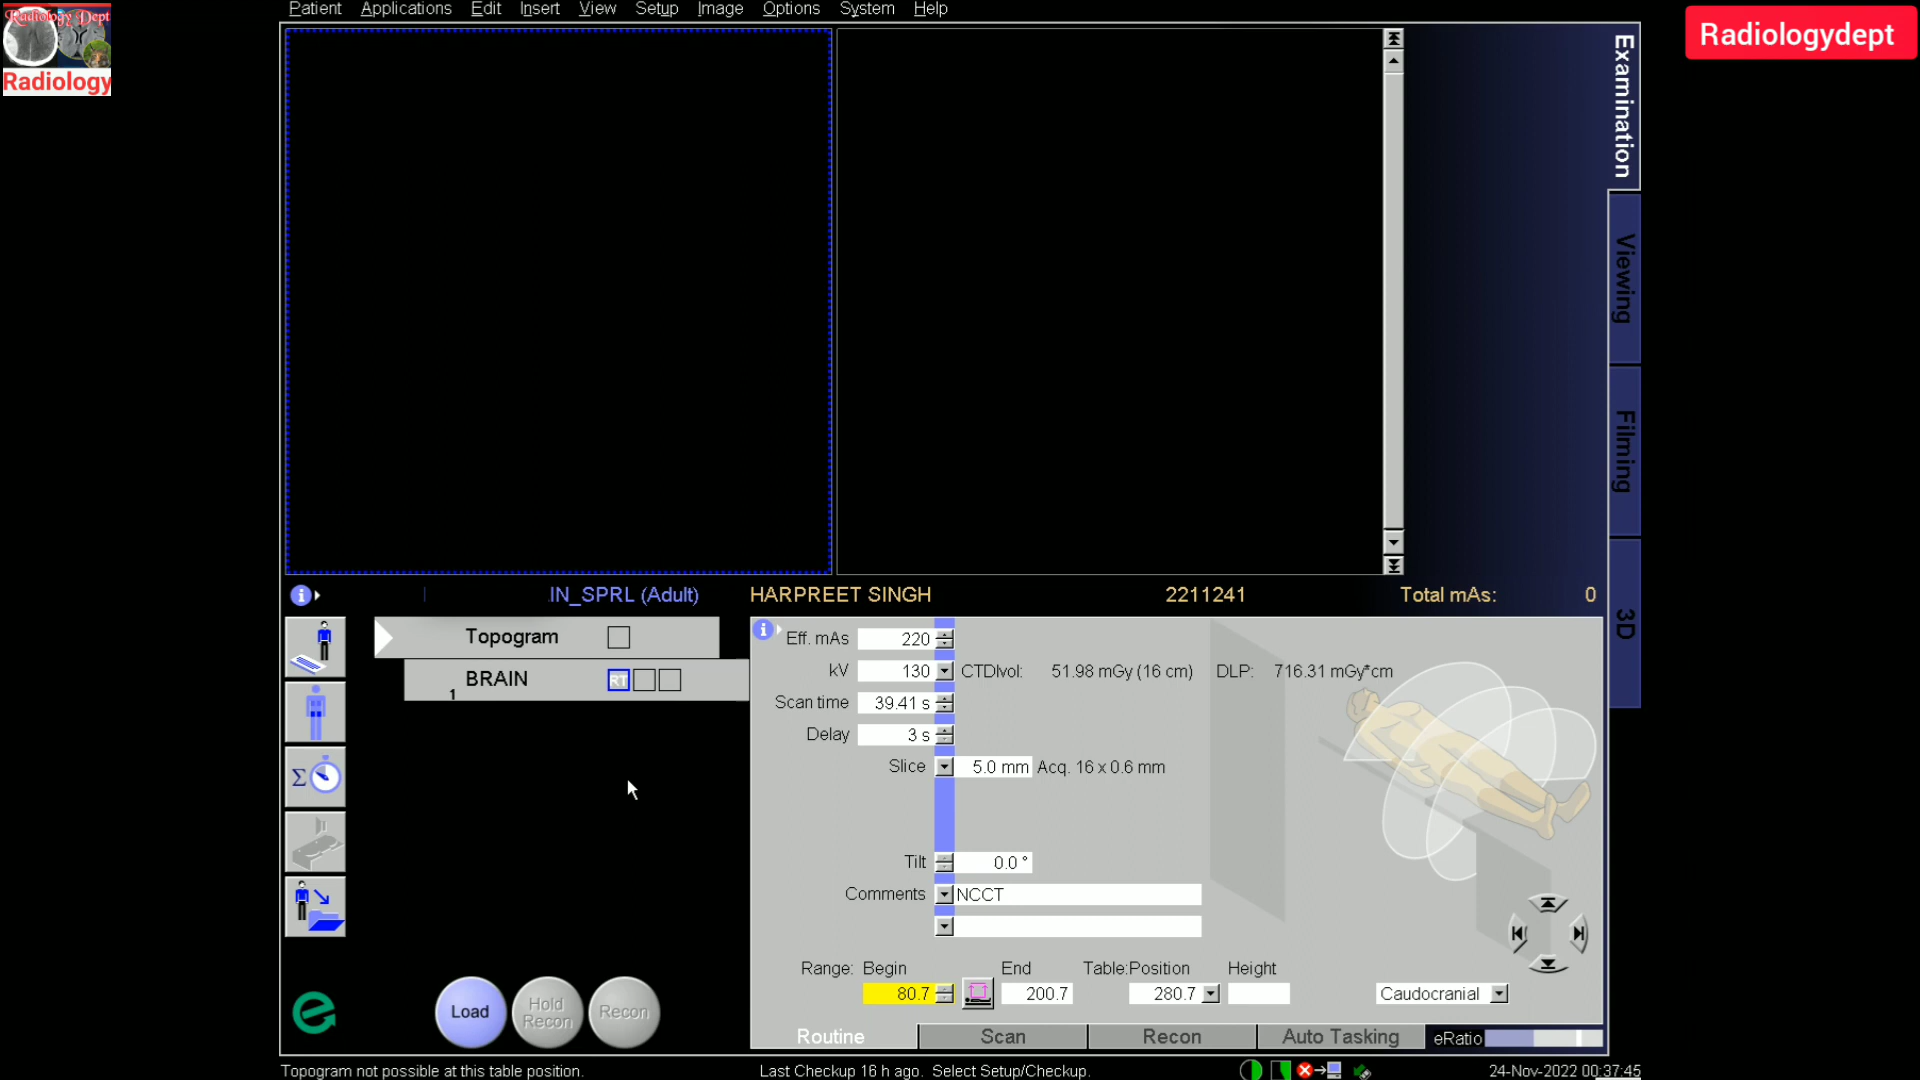 Radiology Dept
Radiology
Patient Applications Edit Insert View Setup Image Options System Help
Radiologydept
Examination
Viewing
Filming
3D
IN_SPRL (Adult) HARPREET SINGH 2211241 Total mAs: 0
Topogram
BRAIN RT
1
Eff. mAs 220
kV 130 CTDIvol: 51.98 mGy (16 cm) DLP: 716.31 mGy*cm
Scan time 39.41 s
Delay 3 s
Slice 5.0 mm Acq. 16 x 0.6 mm
Tilt 0.0 °
Comments NCCT
Range: Begin End Table:Position Height
80.7 200.7 280.7 Caudocranial
Load
Hold
Recon
Recon
Routine Scan Recon Auto Tasking eRatio
Topogram not possible at this table position. Last Checkup 16 h ago. Select Setup/Checkup. 24-Nov-2022 00:37:45